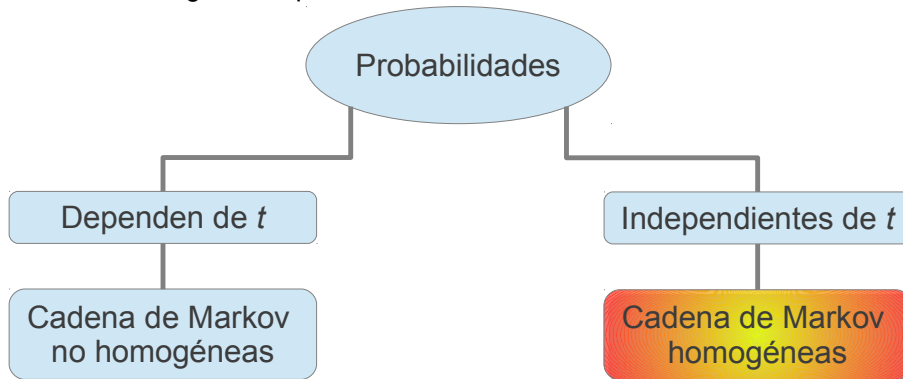 Probabilidades
Dependen de t
Independientes de t
Cadena de Markov
no homogéneas
Cadena de Markov
homogéneas